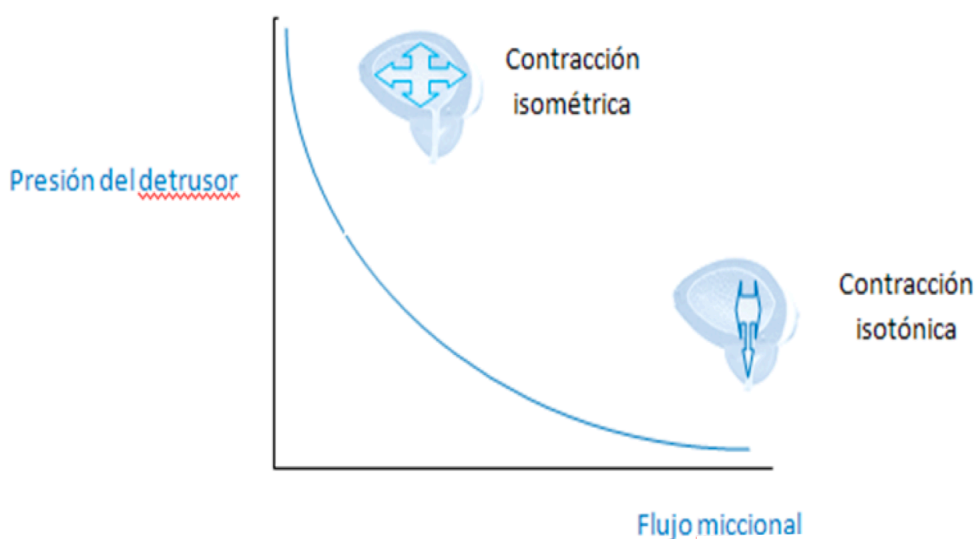 Contracción
isométrica
Presión del detrusor
Contracción
isotónica
Flujo miccional